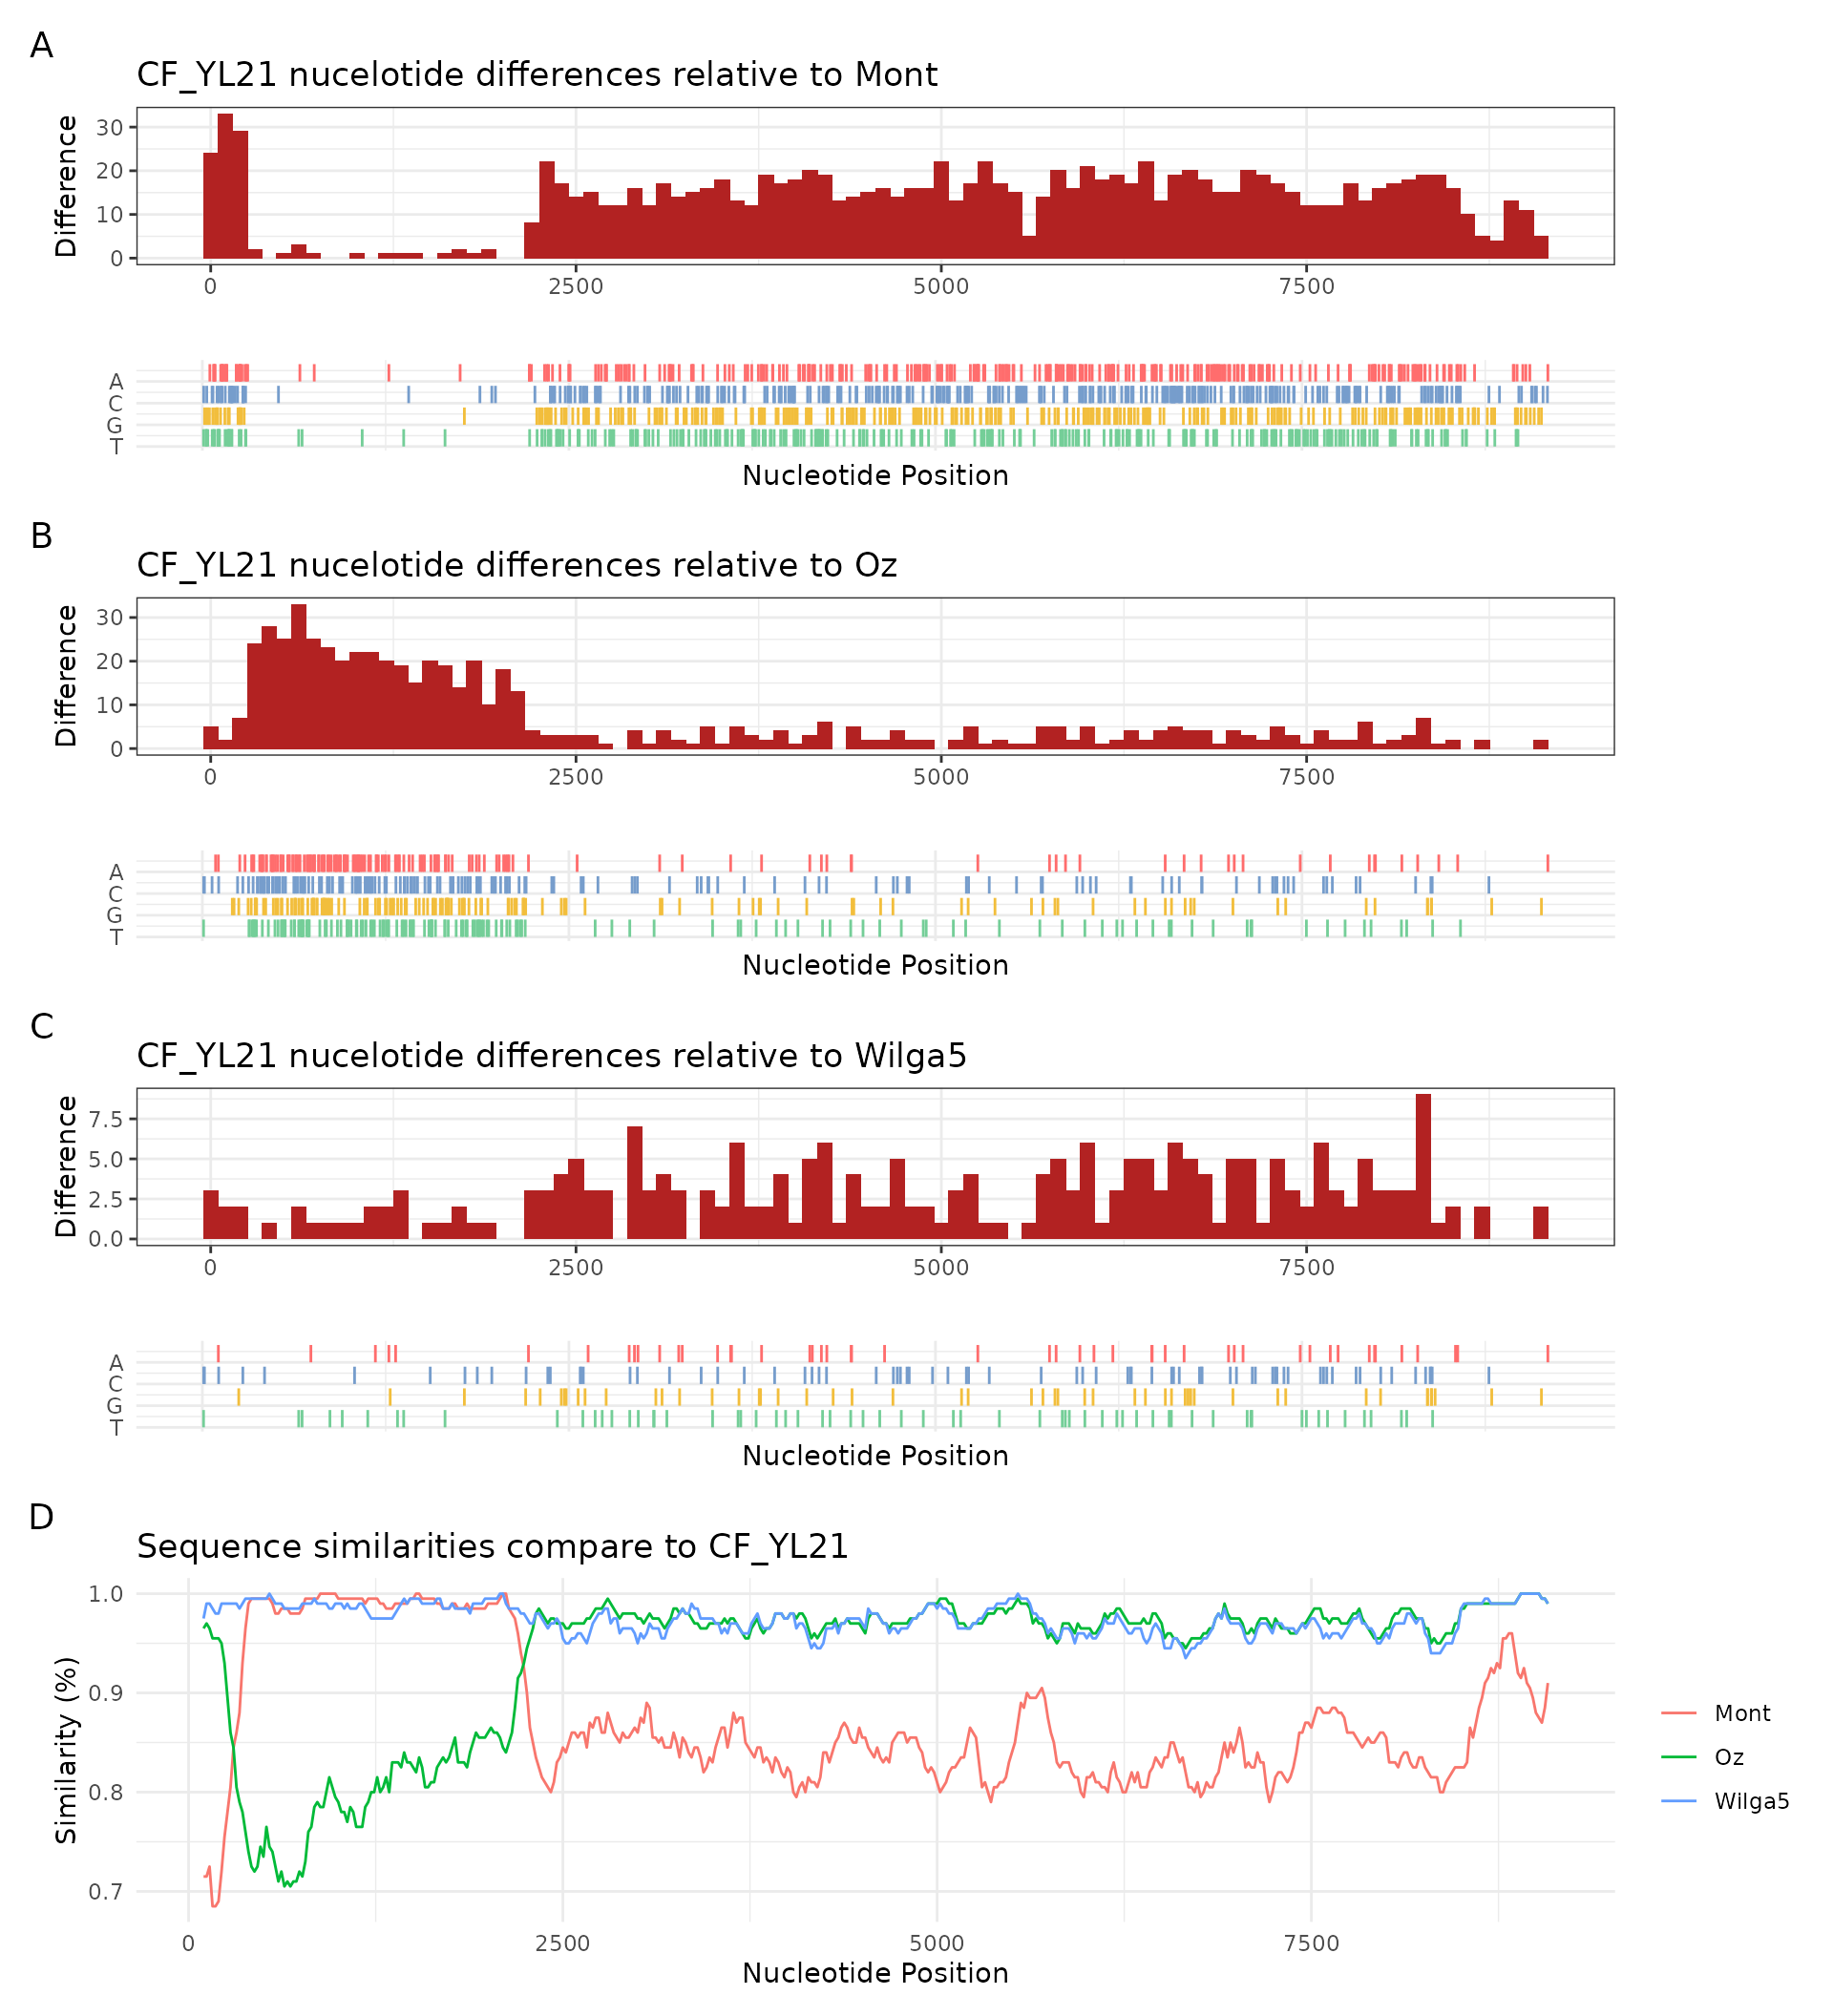 A
CF_YL21 nucelotide differences relative to Mont
Difference
30
20
10
0
0 2500 5000 7500
A
C
G
T
Nucleotide Position
B
CF_YL21 nucelotide differences relative to Oz
Difference
30
20
10
0
0 2500 5000 7500
A
C
G
T
Nucleotide Position
C
CF_YL21 nucelotide differences relative to Wilga5
Difference
7.5
5.0
2.5
0.0
0 2500 5000 7500
A
C
G
T
Nucleotide Position
D
Sequence similarities compare to CF_YL21
Similarity (%)
1.0
0.9
0.8
0.7
0 2500 5000 7500
Nucleotide Position
Mont
Oz
Wilga5